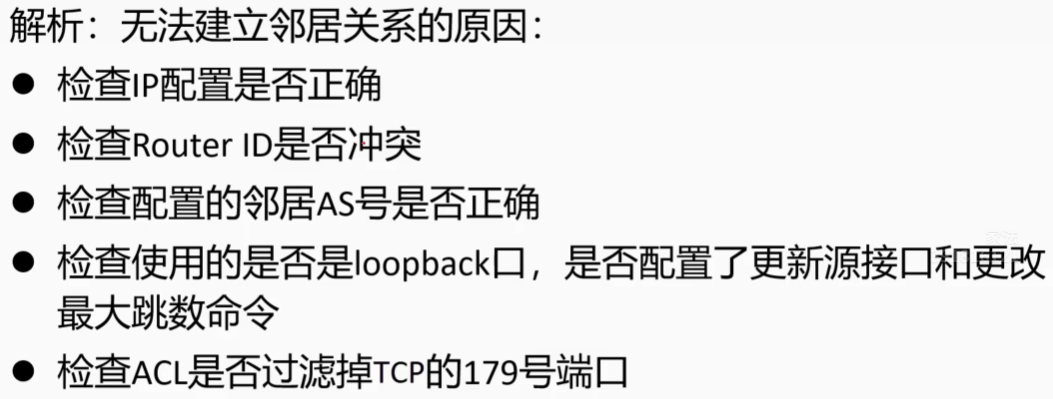 解析：无法建立邻居关系的原因：
● 检查IP配置是否正确
● 检查Router ID是否冲突
● 检查配置的邻居AS号是否正确
● 检查使用的是否是loopback口，是否配置了更新源接口和更改
最大跳数命令
● 检查ACL是否过滤掉TCP的179号端口